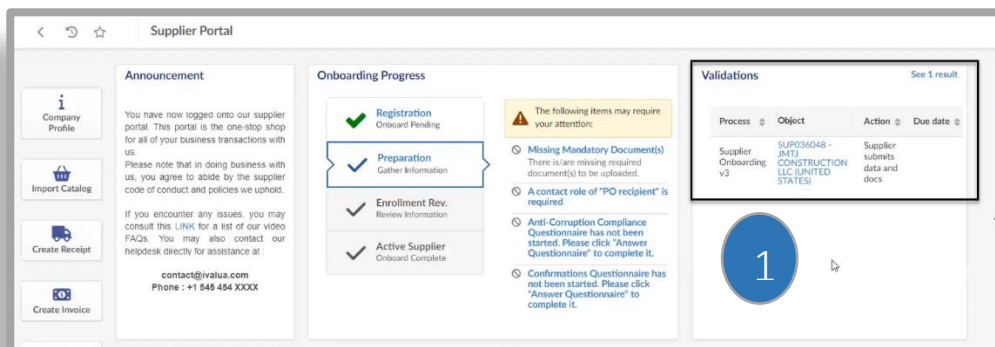 Supplier Portal
Company
Profile
Import Catalog
Create Receipt
Create Invoice
Announcement
You have now logged onto our supplier
portal. This portal is the one-stop shop
for all of your business transactions with
us.
Please note that in doing business with
us, you agree to abide by the supplier
code of conduct and policies we uphold.
If you encounter any issues, you may
consult this LINK for a list of our video
FAQs. You may also contact our
helpdesk directly for assistance at :
contact@ivalua.com
Phone : +1 545 454 XXXX
Onboarding Progress
Registration
Onboard Pending
Preparation
Gather Information
Enrollment Rev.
Review Information
Active Supplier
Onboard Complete
The following items may require
your attention:
Missing Mandatory Document(s)
There is/are missing required
document(s) to be uploaded.
A contact role of "PO recipient" is
required
Anti-Corruption Compliance
Questionnaire has not been
started. Please click "Answer
Questionnaire" to complete it.
Confirmations Questionnaire has
not been started. Please click
"Answer Questionnaire" to
complete it.
Validations See 1 result
Process Object Action Due date
Supplier
Onboarding
v3
SUP036048 -
JMTJ
CONSTRUCTION
LLC (UNITED
STATES)
Supplier
submits
data and
docs
1